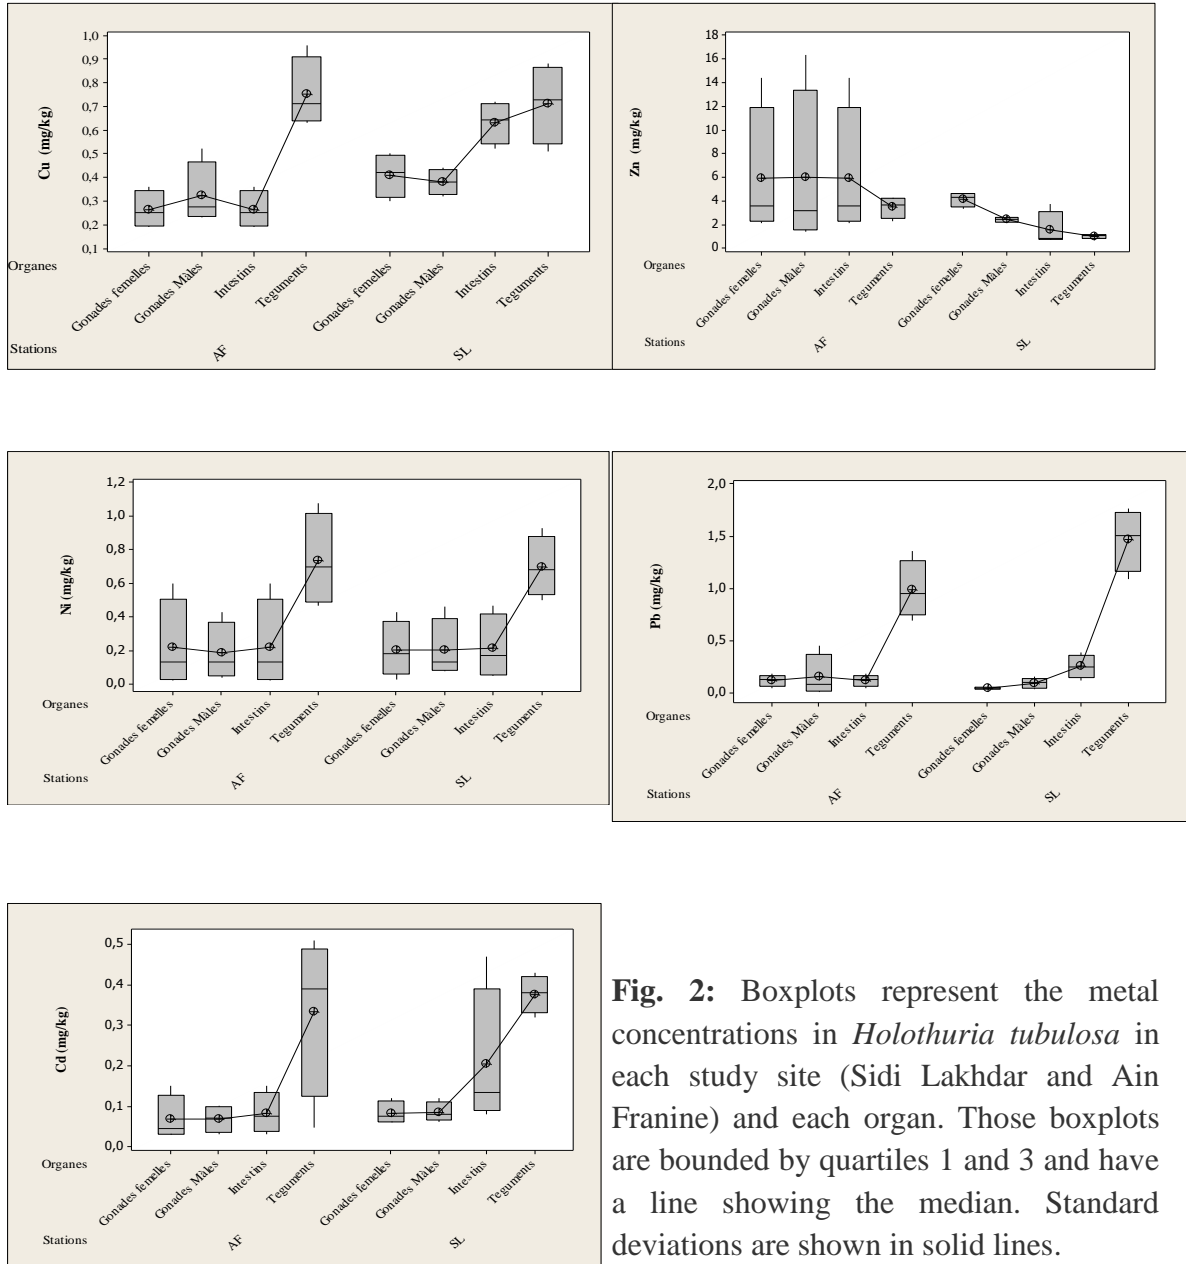 1,0
0,9
0,8
0,7
0,6
0,5
0,4
0,3
0,2
0,1
Cu (mg/kg)
Organes
Gonades femelles
Gonades Mâles
Intestins
Teguments
Gonades femelles
Gonades Mâles
Intestins
Teguments
Stations
AF
SL
18
16
14
12
10
8
6
4
2
0
Zn (mg/kg)
Organes
Gonades femelles
Gonades Mâles
Intestins
Teguments
Gonades femelles
Gonades Mâles
Intestins
Teguments
Stations
AF
SL
1,2
1,0
0,8
0,6
0,4
0,2
0,0
Ni (mg/kg)
Organes
Gonades femelles
Gonades Mâles
Intestins
Teguments
Gonades femelles
Gonades Mâles
Intestins
Teguments
Stations
AF
SL
2,0
1,5
1,0
0,5
0,0
Pb (mg/kg)
Organes
Gonades femelles
Gonades Mâles
Intestins
Teguments
Gonades femelles
Gonades Mâles
Intestins
Teguments
Stations
AF
SL
0,5
0,4
0,3
0,2
0,1
0,0
Cd (mg/kg)
Organes
Gonades femelles
Gonades Mâles
Intestins
Teguments
Gonades femelles
Gonades Mâles
Intestins
Teguments
Stations
AF
SL
Fig. 2: Boxplots represent the metal
concentrations in Holothuria tubulosa in
each study site (Sidi Lakhdar and Ain
Franine) and each organ. Those boxplots
are bounded by quartiles 1 and 3 and have
a line showing the median. Standard
deviations are shown in solid lines.